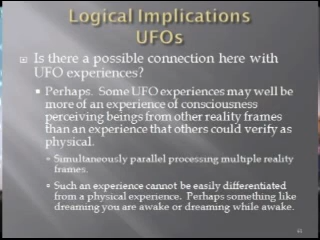 Logical Implications
UFOs
Is there a possible connection here with
UFO experiences?
Perhaps. Some UFO experiences may well be
more of an experience of consciousness
perceiving beings from other reality frames
than an experience that others could verify as
physical.
Simultaneously parallel processing multiple reality
frames.
Such an experience cannot be easily differentiated
from a physical experience. Perhaps something like
dreaming you are awake or dreaming while awake.